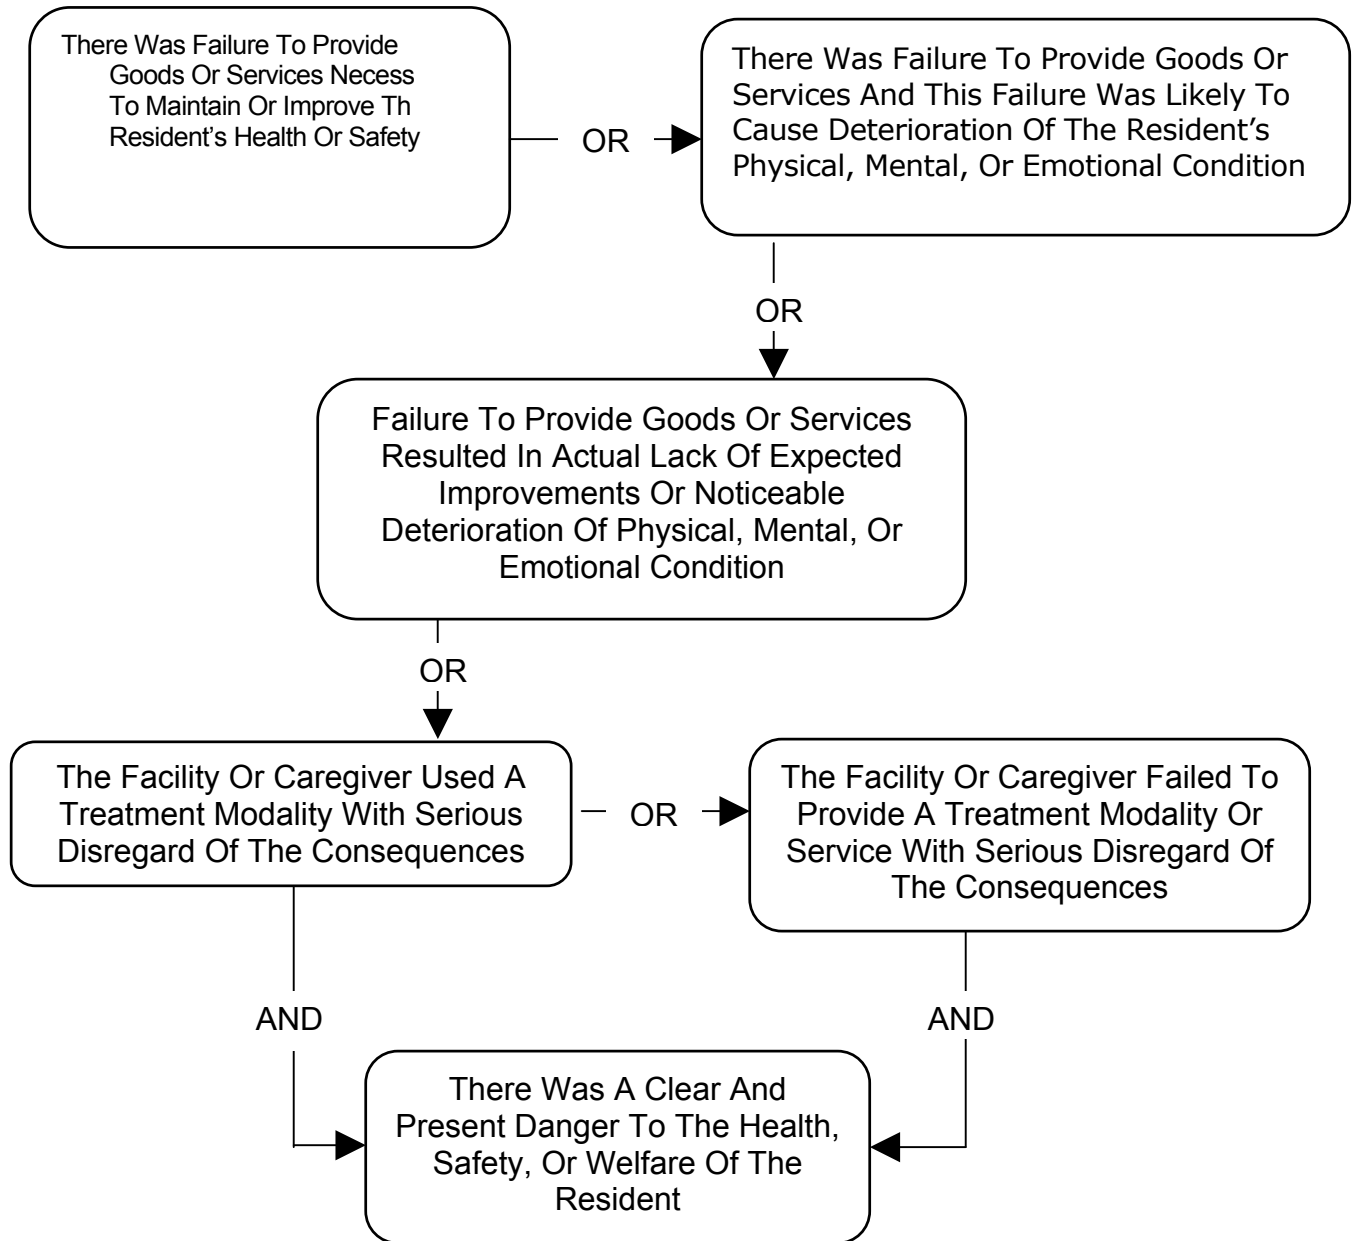 There Was Failure To Provide
Goods Or Services Necess
To Maintain Or Improve Th
Resident's Health Or Safety
OR
There Was Failure To Provide Goods Or
Services And This Failure Was Likely To
Cause Deterioration Of The Resident's
Physical, Mental, Or Emotional Condition
OR
Failure To Provide Goods Or Services
Resulted In Actual Lack Of Expected
Improvements Or Noticeable
Deterioration Of Physical, Mental, Or
Emotional Condition
OR
The Facility Or Caregiver Used A
Treatment Modality With Serious
Disregard Of The Consequences
OR
The Facility Or Caregiver Failed To
Provide A Treatment Modality Or
Service With Serious Disregard Of
The Consequences
AND
AND
There Was A Clear And
Present Danger To The Health,
Safety, Or Welfare Of The
Resident